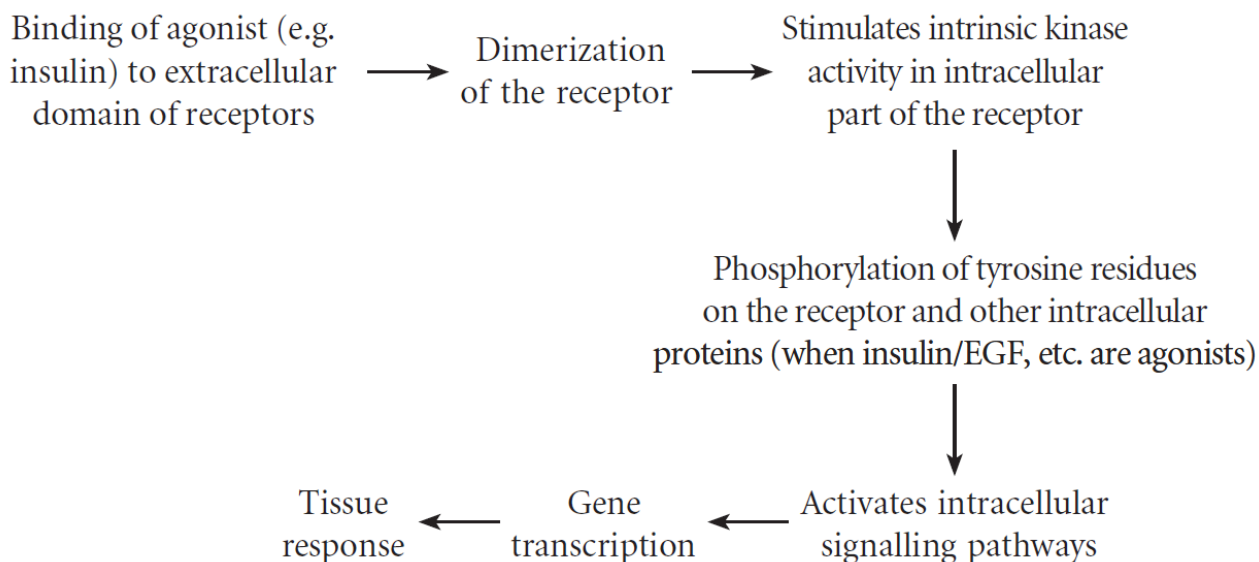 Binding of agonist (e.g.
insulin) to extracellular
domain of receptors
Dimerization
of the receptor
Stimulates intrinsic kinase
activity in intracellular
part of the receptor
Phosphorylation of tyrosine residues
on the receptor and other intracellular
proteins (when insulin/EGF, etc. are agonists)
Activates intracellular
signalling pathways
Gene
transcription
Tissue
response